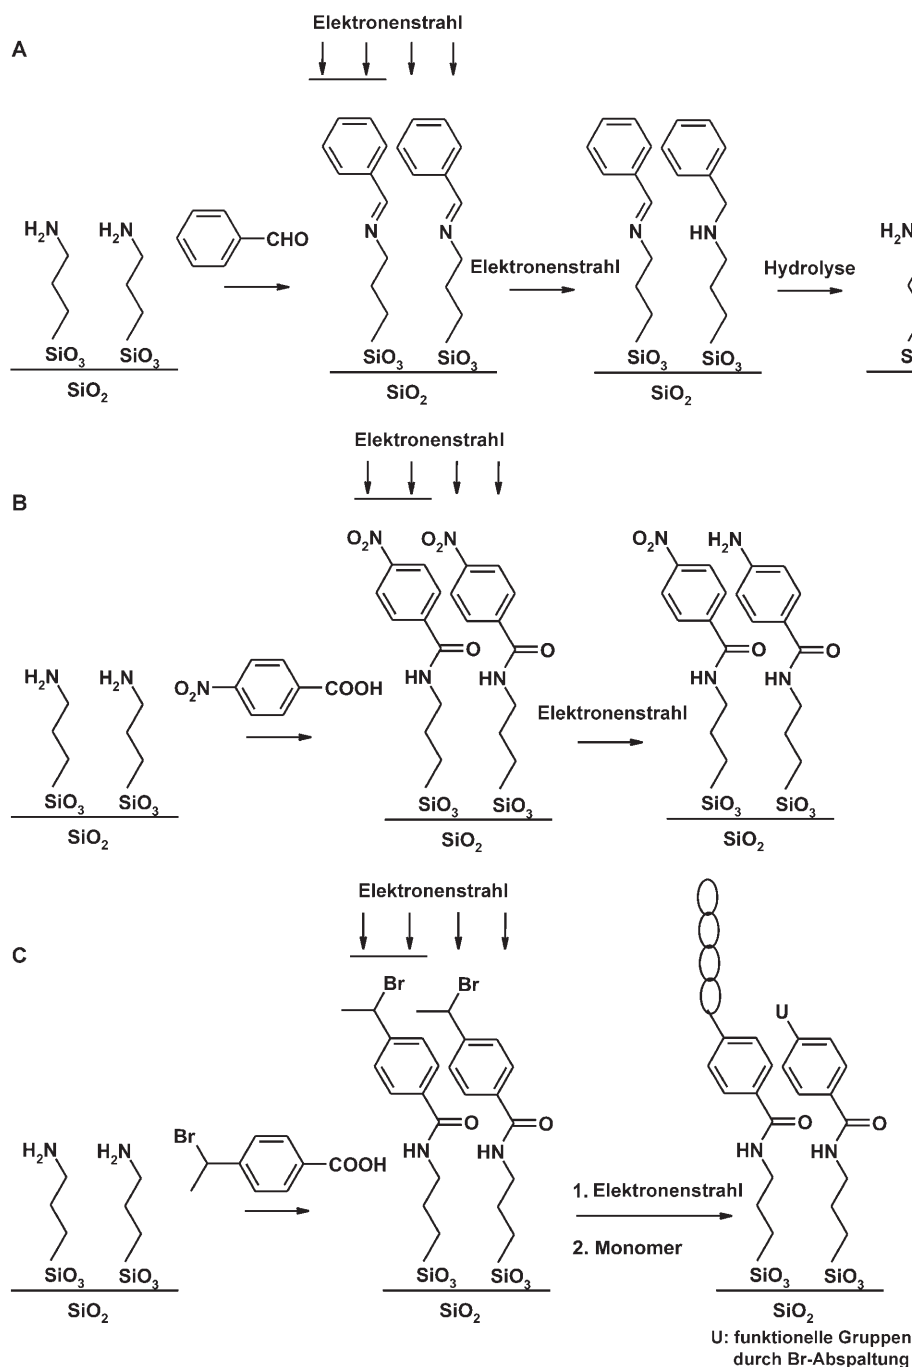 Elektronenstrahl
A
H2N H2N
CHO
N N
Elektronenstrahl
N HN
Hydrolyse
H2N
SiO3 SiO3
SiO2
SiO3 SiO3
SiO2
SiO3 SiO3
SiO2
Elektronenstrahl
B
O2N O2N
O2N H2N
H2N H2N
O2N COOH
O O
HN HN
Elektronenstrahl
O O
HN HN
SiO3 SiO3
SiO2
SiO3 SiO3
SiO2
SiO3 SiO3
SiO2
Elektronenstrahl
C
Br Br
U
H2N H2N
Br COOH
O O
HN HN
1. Elektronenstrahl
2. Monomer
O O
HN HN
SiO3 SiO3
SiO2
SiO3 SiO3
SiO2
SiO3 SiO3
SiO2
U: funktionelle Gruppen
durch Br-Abspaltung